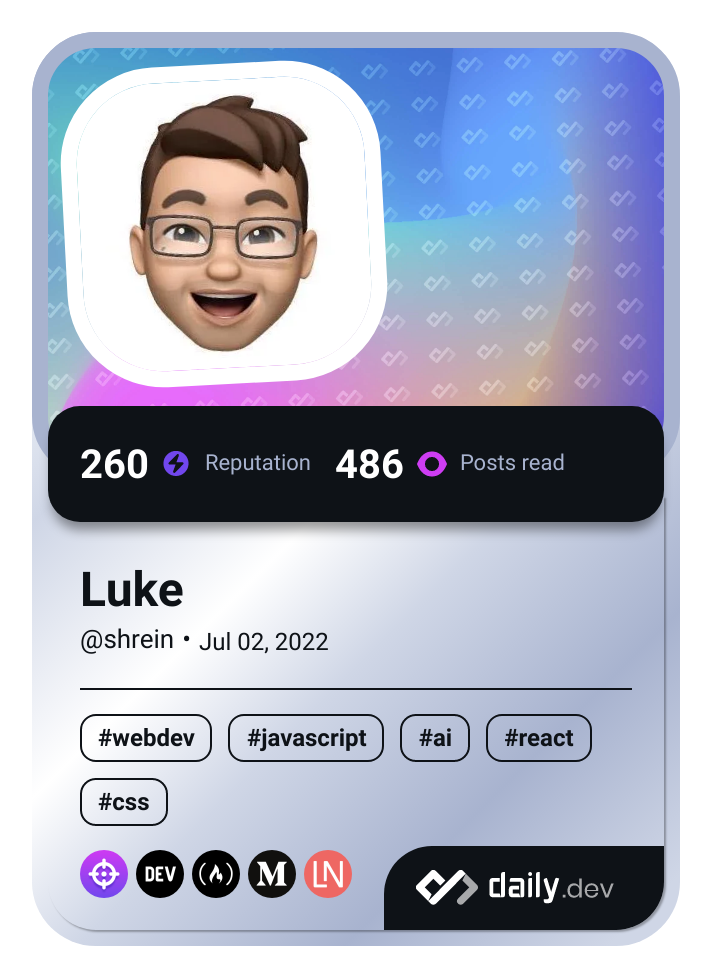 260 Reputation 486 Posts read
Luke
@shrein • Jul 02, 2022
#webdev #javascript #ai #react
#css
DEV M LN daily.dev